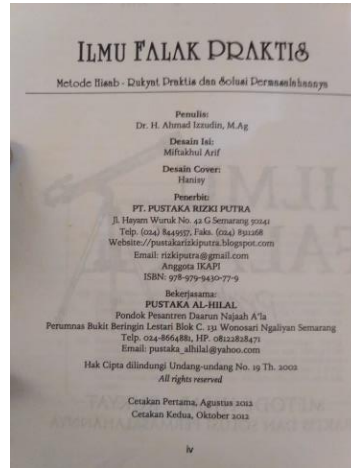 ILMU FALAK PRAKTIS
Metode Hisab - Rukyat Praktis dan Solusi Permasalahannya
Penulis:
Dr. H. Ahmad Izzudin, M.Ag
Desain Isi:
Miftakhul Arif
Desain Cover:
Hanisy
Penerbit:
PT. PUSTAKA RIZKI PUTRA
Jl. Hayam Wuruk No. 42 G Semarang 50241
Telp. (024) 8449557, Faks. (024) 8311268
Website://pustakarizkiputra.blogspot.com
Email: rizkiputra@gmail.com
Anggota IKAPI
ISBN: 978-979-9430-77-9
Bekerjasama:
PUSTAKA AL-HILAL
Pondok Pesantren Daarun Najaah A'la
Perumnas Bukit Beringin Lestari Blok C. 131 Wonosari Ngaliyan Semarang
Telp. 024-8664881, HP. 08122828471
Email: pustaka_alhilal@yahoo.com
Hak Cipta dilindungi Undang-undang No. 19 Th. 2002
All rights reserved
Cetakan Pertama, Agustus 2012
Cetakan Kedua, Oktober 2012
iv